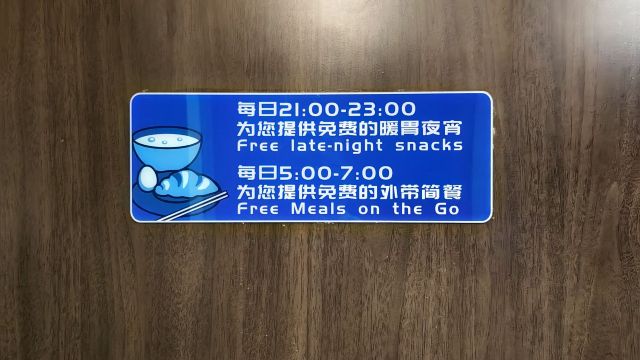 每日21:00-23:00
为您提供免费的暖胃夜宵
Free late-night snacks
每日5:00-7:00
为您提供免费的外带简餐
Free Meals on the Go